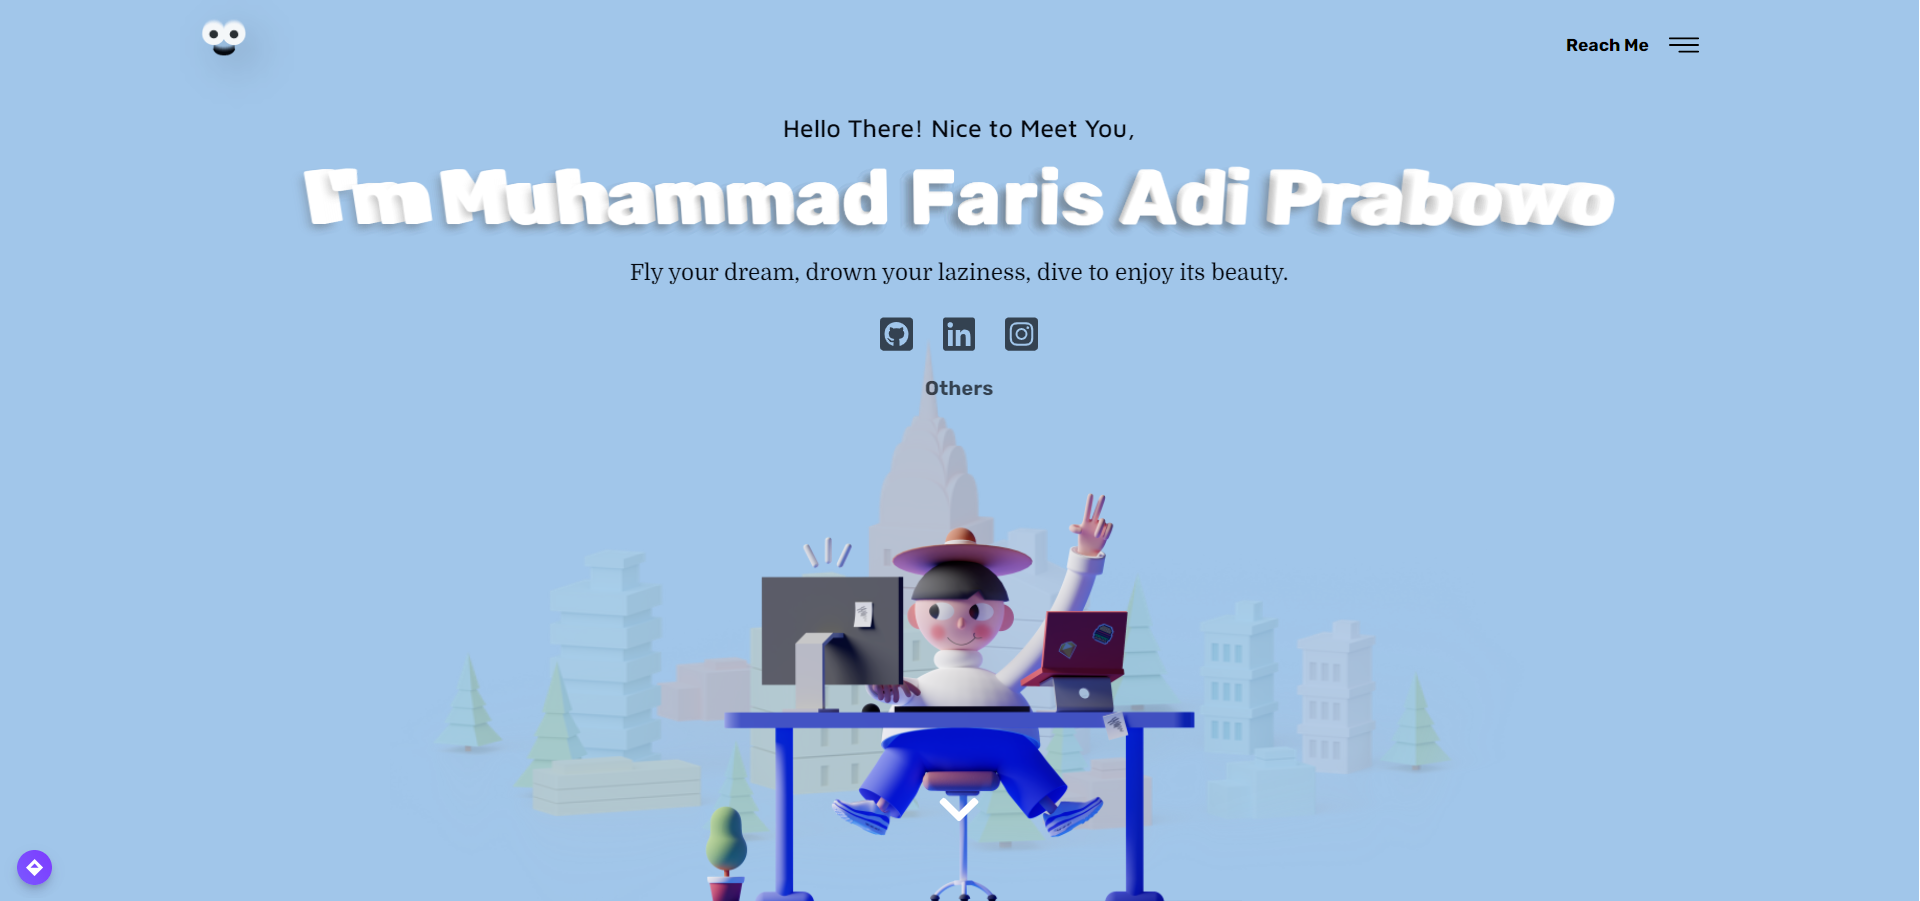 Reach Me
Hello There! Nice to Meet You,
I'm Muhammad Faris Adi Prabowo
Fly your dream, drown your laziness, dive to enjoy its beauty.
in
Others